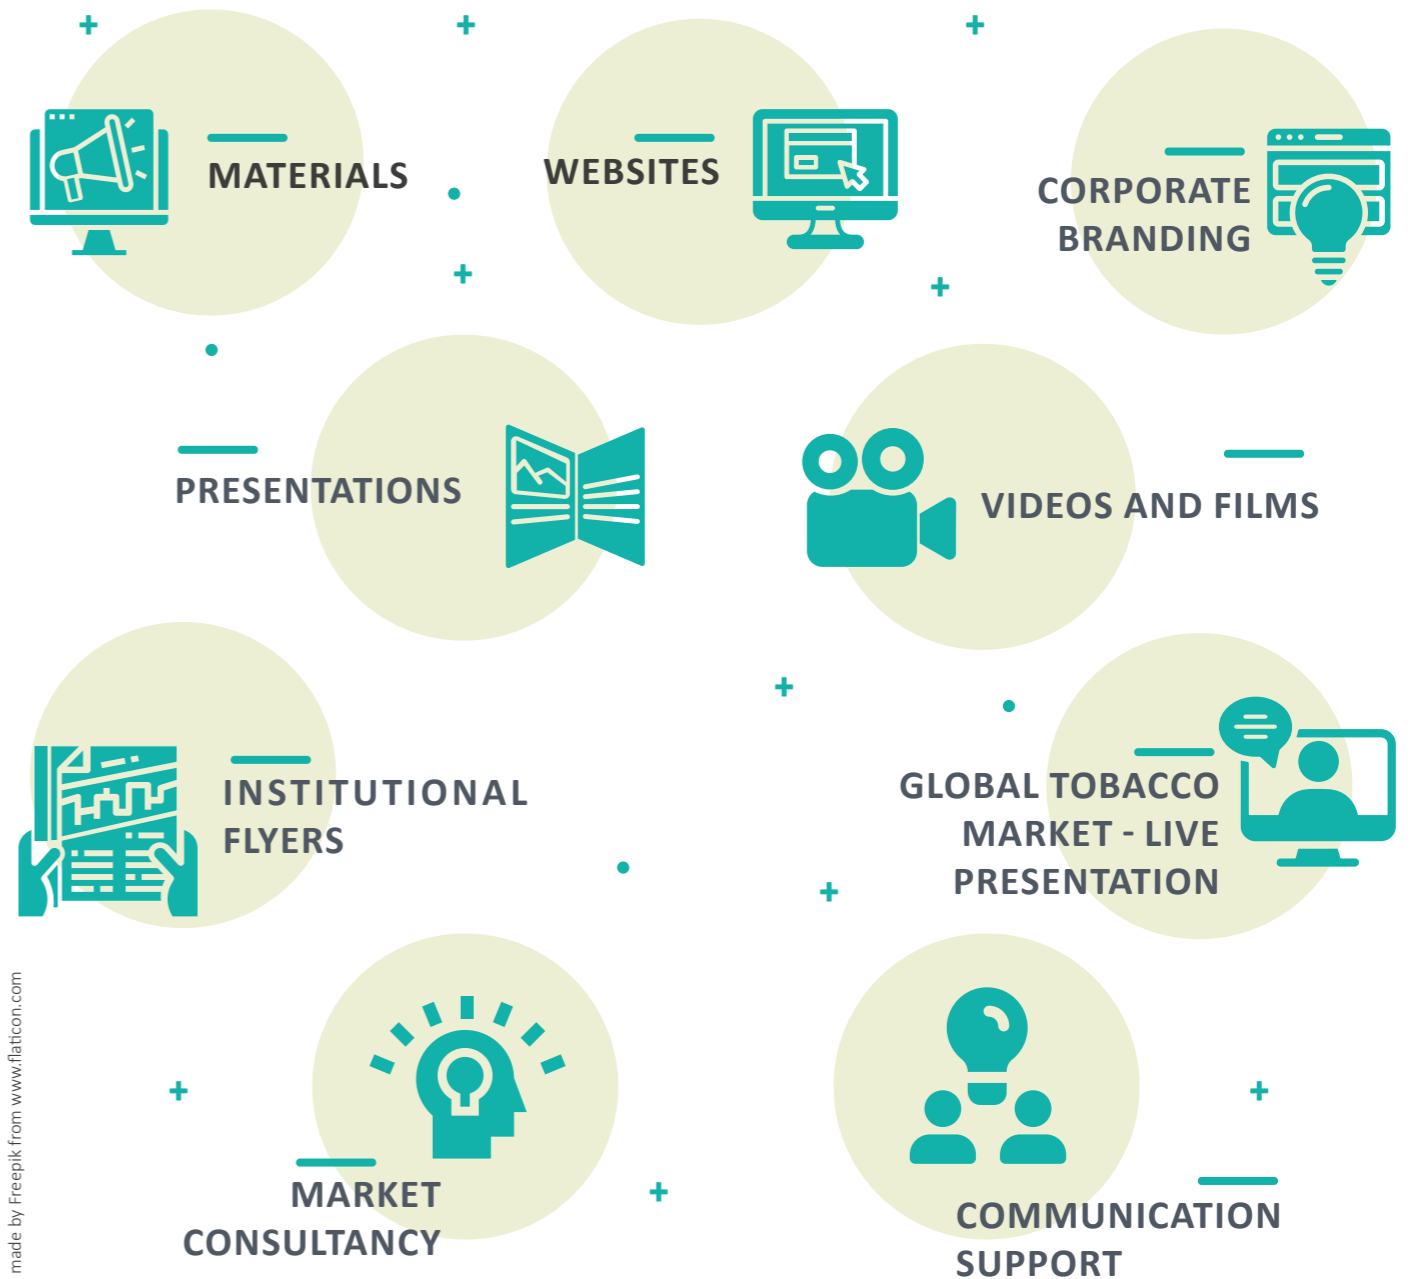 MATERIALS
WEBSITES
CORPORATE
BRANDING
PRESENTATIONS
VIDEOS AND FILMS
INSTITUTIONAL
FLYERS
GLOBAL TOBACCO
MARKET - LIVE
PRESENTATION
MARKET
CONSULTANCY
COMMUNICATION
SUPPORT
made by Freepik from www.flaticon.com